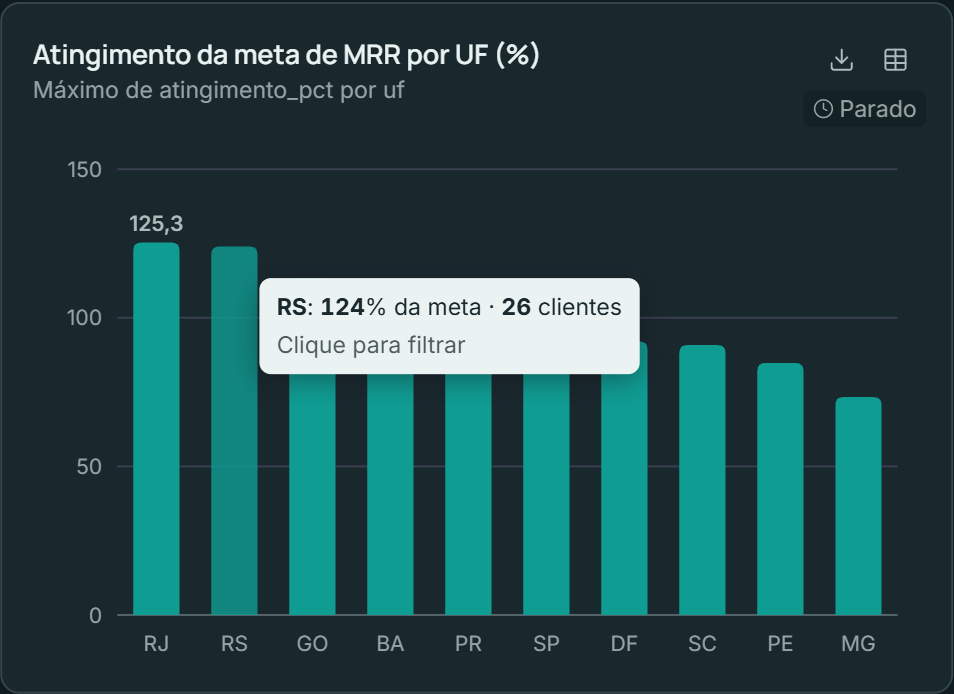 Atingimento da meta de MRR por UF (%)
Máximo de atingimento_pct por uf
Parado
150
125,3
RS: 124% da meta · 26 clientes
100
Clique para filtrar
50
0
RJ RS GO BA PR SP DF SC PE MG